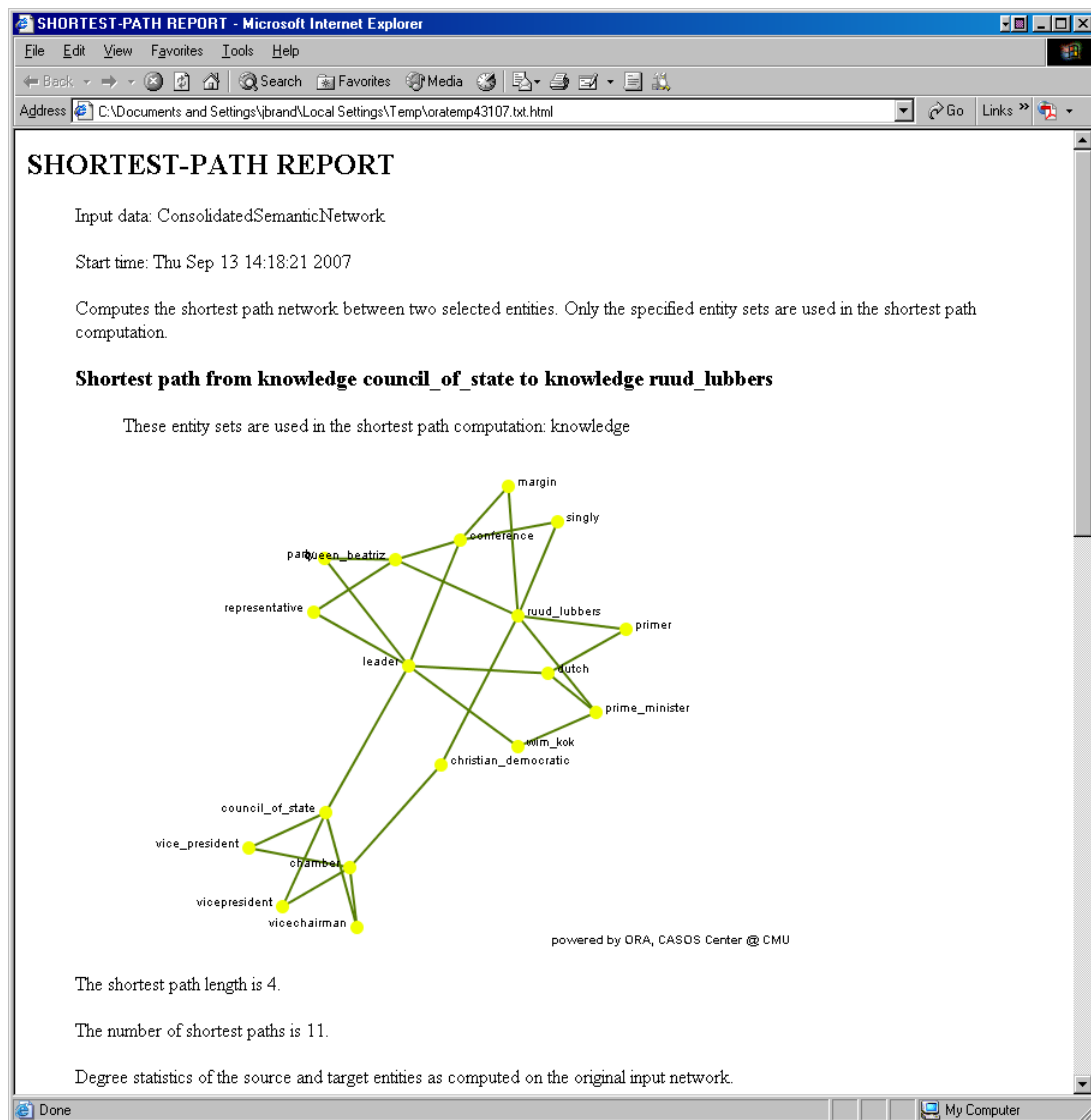 SHORTEST-PATH REPORT - Microsoft Internet Explorer
File Edit View Favorites Tools Help
Back Search Favorites Media
Address C:\Documents and Settings\jbrand\Local Settings\Temp\oratemp43107.txt.html Go Links »
SHORTEST-PATH REPORT
Input data: ConsolidatedSemanticNetwork
Start time: Thu Sep 13 14:18:21 2007
Computes the shortest path network between two selected entities. Only the specified entity sets are used in the shortest path
computation.
Shortest path from knowledge council_of_state to knowledge ruud_lubbers
These entity sets are used in the shortest path computation: knowledge
margin
singly
conference
queen_beatriz
representative
ruud_lubbers
primer
leader
dutch
prime_minister
wim_kok
christian_democratic
council_of_state
vice_president
chamber
vicepresident
vicechairman
powered by ORA, CASOS Center @ CMU
The shortest path length is 4.
The number of shortest paths is 11.
Degree statistics of the source and target entities as computed on the original input network.
Done My Computer